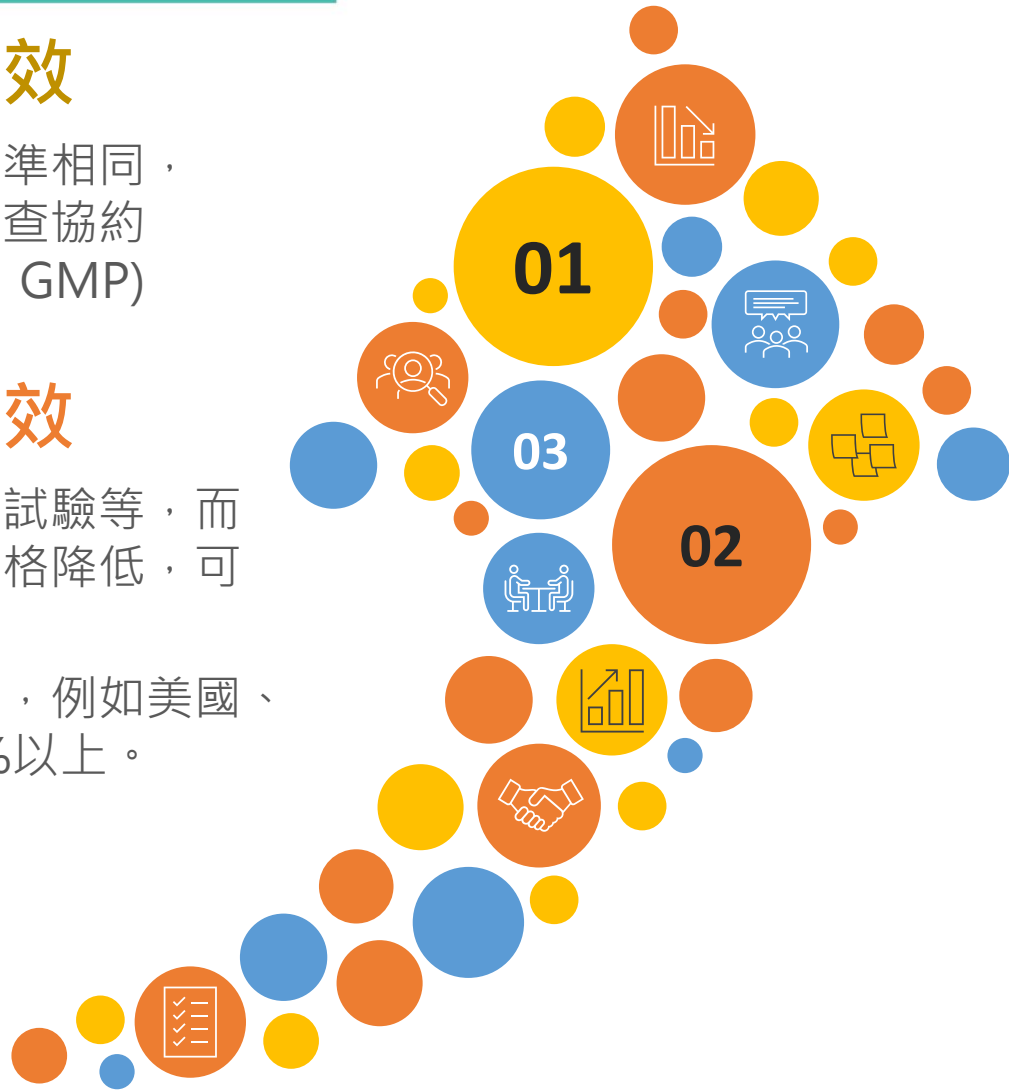 效
準相同，
查協約
GMP)
效
試驗等，而
格降低，可
，例如美國、
%以上。
01
03
02